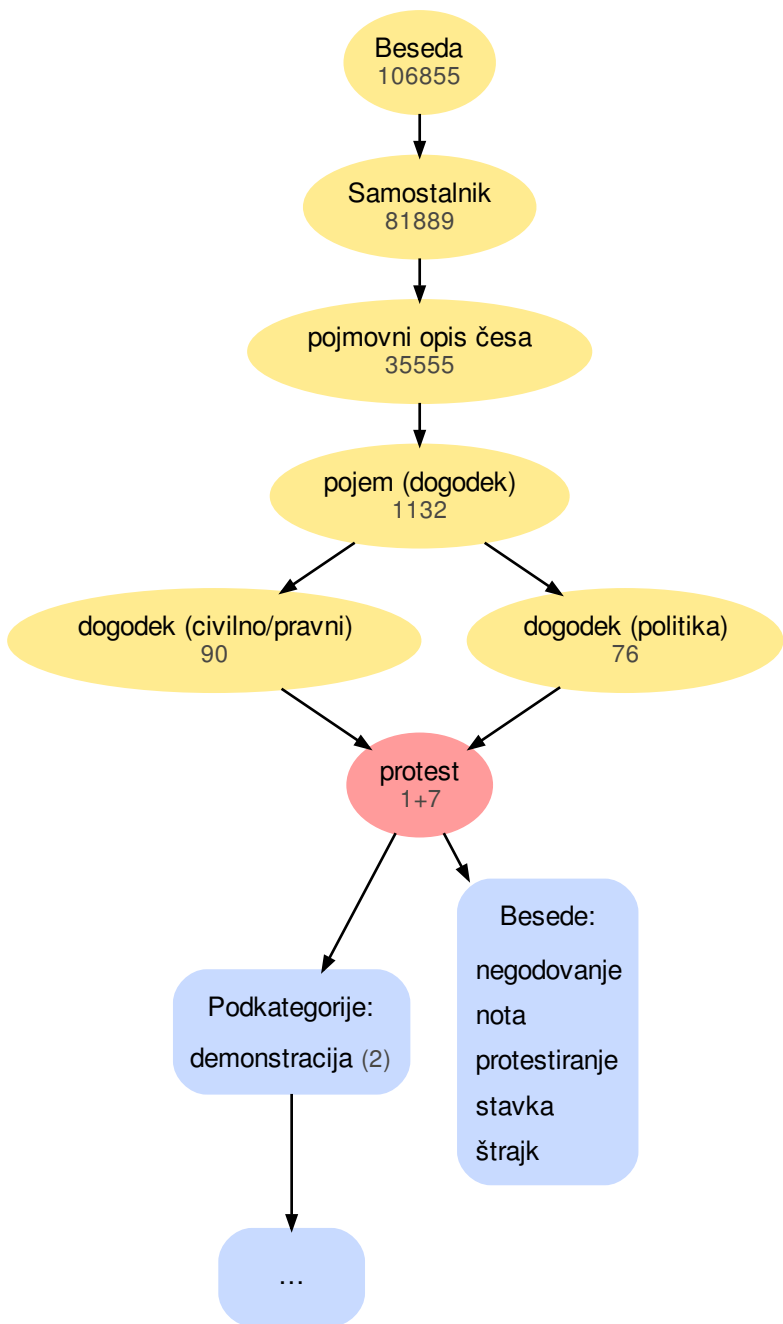 Beseda
106855
Samostalnik
81889
pojmovni opis česa
35555
pojem (dogodek)
1132
dogodek (civilno/pravni)
90
dogodek (politika)
76
protest
1+7
Podkategorije:
demonstracija (2)
Besede:
negodovanje
nota
protestiranje
stavka
štrajk
...